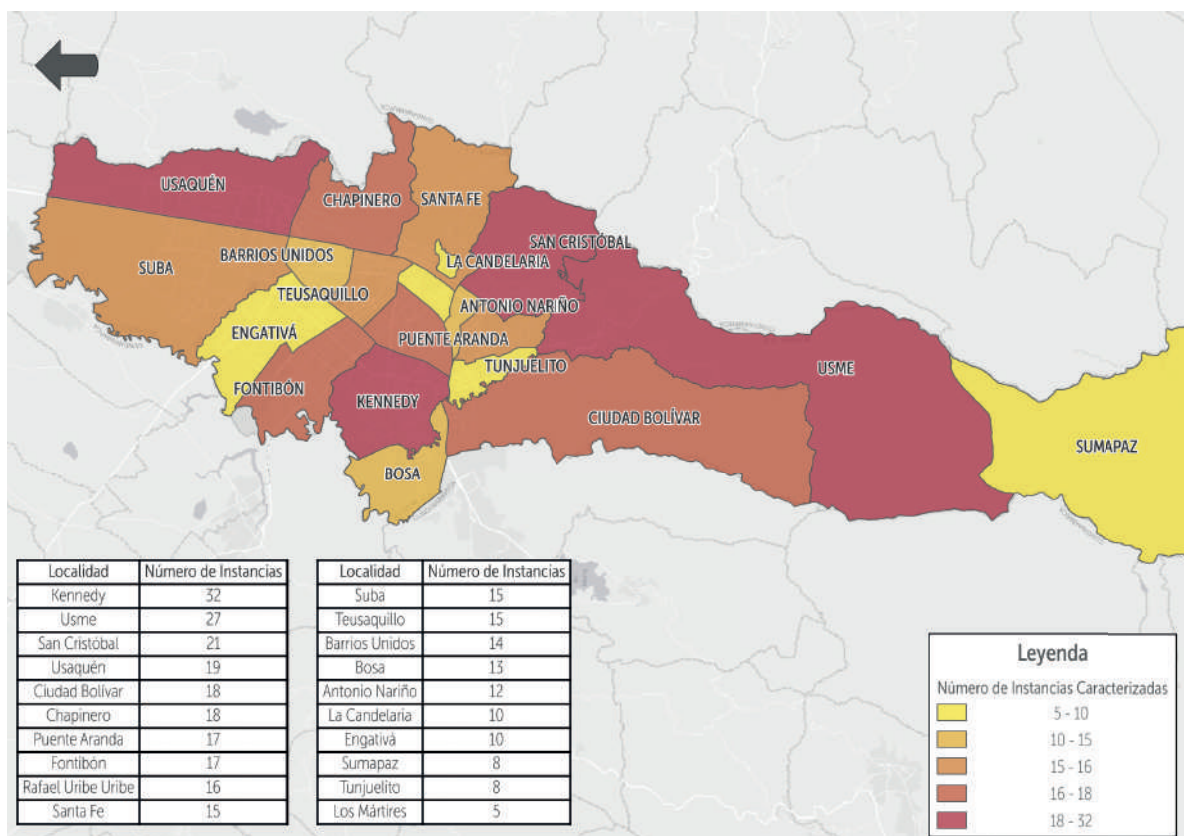 USAQUÉN
CHAPINERO
SANTA FE
SAN CRISTÓBAL
BARRIOS UNIDOS
LA CANDELARIA
SUBA
TEUSAQUILLO
ANTONIO NARIÑO
ENGATIVÁ
PUENTE ARANDA
TUNJUELITO
USME
FONTIBÓN
KENNEDY
CIUDAD BOLÍVAR
SUMAPAZ
BOSA
Localidad Número de Instancias
Kennedy 32
Usme 27
San Cristóbal 21
Usaquén 19
Ciudad Bolívar 18
Chapinero 18
Puente Aranda 17
Fontibón 17
Rafael Uribe Uribe 16
Santa Fe 15
Localidad Número de Instancias
Suba 15
Teusaquillo 15
Barrios Unidos 14
Bosa 13
Antonio Nariño 12
La Candelaria 10
Engativá 10
Sumapaz 8
Tunjuelito 8
Los Mártires 5
Leyenda
Número de Instancias Caracterizadas
5 - 10
10 - 15
15 - 16
16 - 18
18 - 32